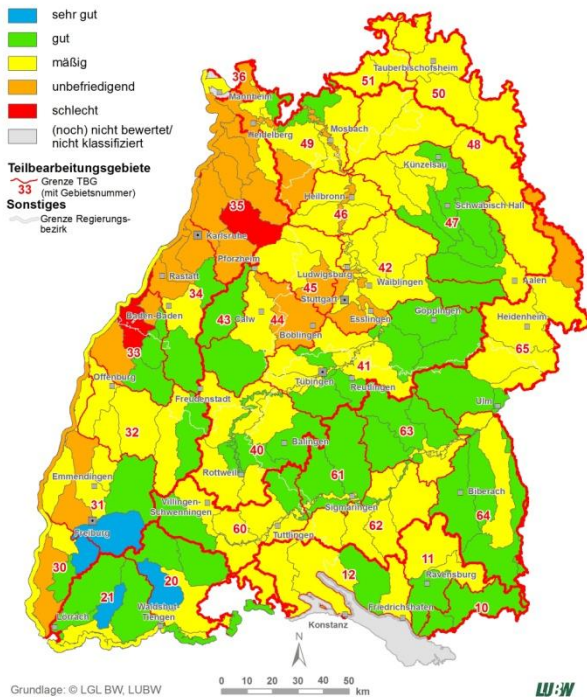 sehr gut
gut
mäßig
unbefriedigend
schlecht
(noch) nicht bewertet/
nicht klassifiziert
Teilbearbeitungsgebiete
Grenze TBG
33 (mit Gebietsnummer)
Sonstiges
Grenze Regierungs-
bezirk
36
Mannheim
51
Tauberbischofsheim
50
Heidelberg
49
Mosbach
48
Künzelsau
Heilbronn
46
Schwäbisch Hall
47
35
Karlsruhe
Pforzheim
42
Ludwigsburg
45
Stuttgart
Waiblingen
Aalen
Rastatt
34
Baden-Baden
33
43
Calw
44
Böblingen
Esslingen
Göppingen
Heidenheim
65
Offenburg
41
Tübingen
Reutlingen
Ulm
Freudenstadt
32
40
Balingen
63
Rottweil
61
Biberach
64
Emmendingen
31
Villingen-
Schwenningen
60
Sigmaringen
62
Tuttlingen
Freiburg
30
20
21
Lörrach
Waldshut-
Tiengen
12
11
Ravensburg
Friedrichshafen
10
Konstanz
N
0 10 20 30 40 50
km
Grundlage: © LGL BW, LUBW
LUBW